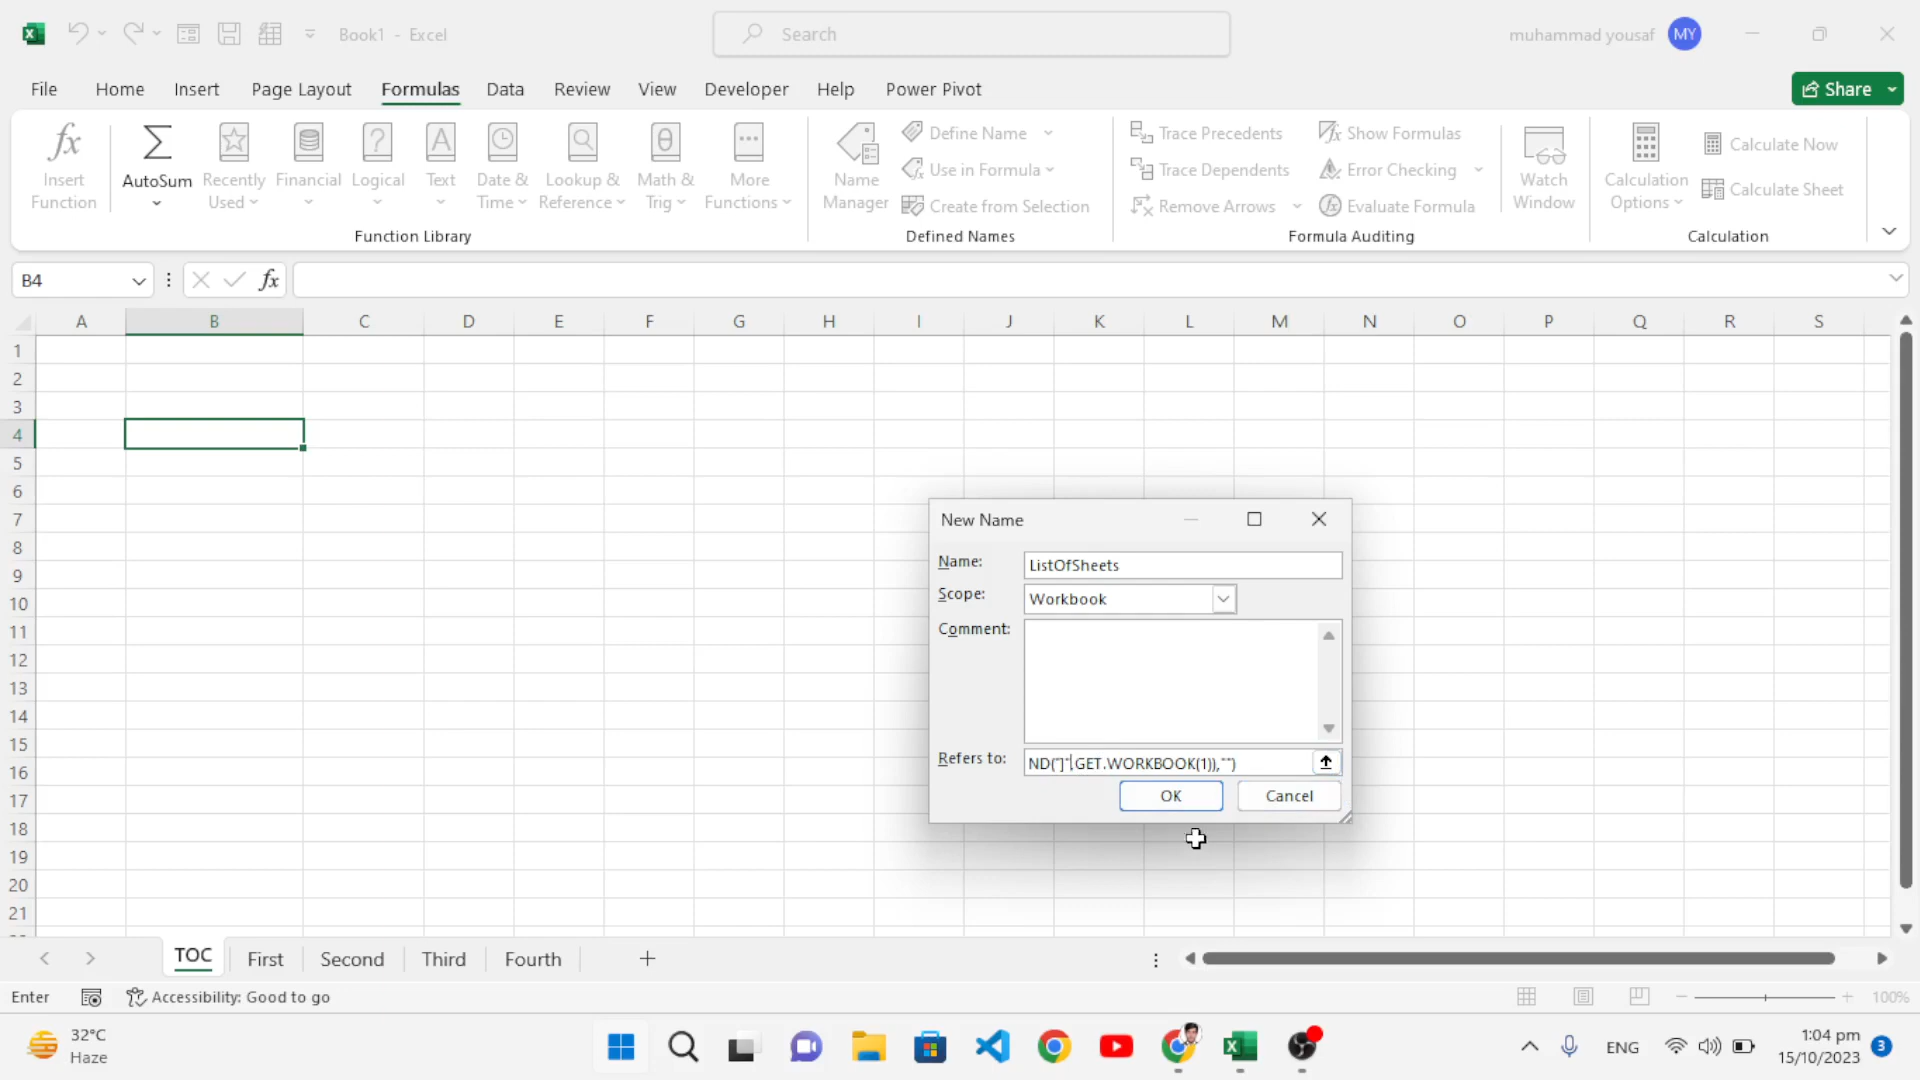 Book1 - Excel
Search
muhammad yousaf MY
File Home Insert Page Layout Formulas Data Review View Developer Help Power Pivot Share
Insert Function
AutoSum
Recently Used
Financial
Logical
Text
Date & Time
Lookup & Reference
Math & Trig
More Functions
Function Library
Name Manager
Define Name
Use in Formula
Create from Selection
Defined Names
Trace Precedents
Trace Dependents
Remove Arrows
Show Formulas
Error Checking
Evaluate Formula
Formula Auditing
Watch Window
Calculation Options
Calculate Now
Calculate Sheet
Calculation
B4 fx
A B C D E F G H I J K L M N O P Q R S
1
2
3
4
5
6
7
8
9
10
11
12
13
14
15
16
17
18
19
20
21
New Name
Name: ListOfSheets
Scope: Workbook
Comment:
Refers to: ND("]",GET.WORKBOOK(1)),"")
OK Cancel
TOC First Second Third Fourth
Enter Accessibility: Good to go 100%
32°C
Haze
ENG
1:04 pm
15/10/2023
3